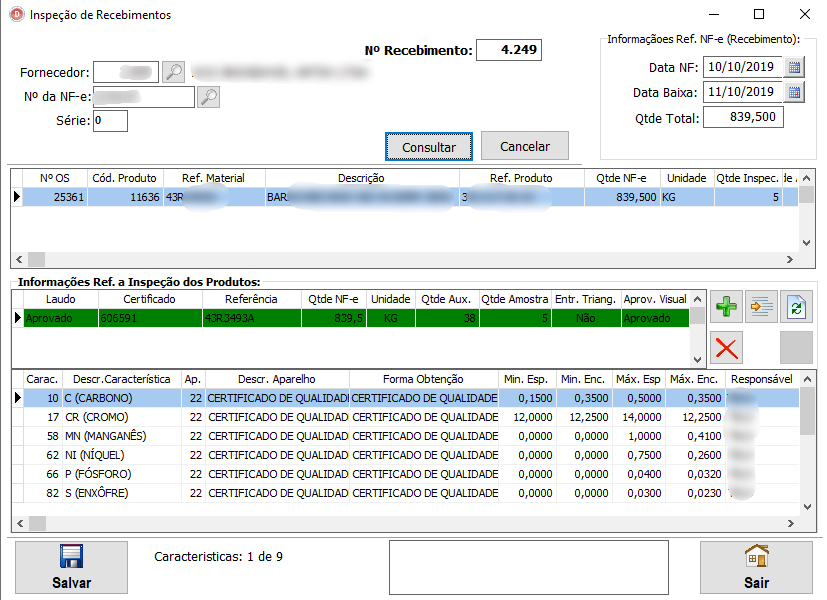 Inspeção de Recebimentos
Nº Recebimento: 4.249
Fornecedor:
Nº da NF-e:
Série: 0
Consultar Cancelar
Informaçãoes Ref. NF-e (Recebimento):
Data NF: 10/10/2019
Data Baixa: 11/10/2019
Qtde Total: 839,500
Nº OS Cód. Produto Ref. Material Descrição Ref. Produto Qtde NF-e Unidade Qtde Inspec.
25361 11636 43R BAR 3 839,500 KG 5
Informações Ref. a Inspeção dos Produtos:
Laudo Certificado Referência Qtde NF-e Unidade Qtde Aux. Qtde Amostra Entr. Triang. Aprov. Visual
Aprovado 606591 43R3493A 839,5 KG 38 5 Não Aprovado
Carac. Descr.Característica Ap. Descr. Aparelho Forma Obtenção Min. Esp. Min. Enc. Máx. Esp Máx. Enc. Responsável
10 C (CARBONO) 22 CERTIFICADO DE QUALIDAD CERTIFICADO DE QUALIDADE 0,1500 0,3500 0,5000 0,3500
17 CR (CROMO) 22 CERTIFICADO DE QUALIDAD CERTIFICADO DE QUALIDADE 12,0000 12,2500 14,0000 12,2500
58 MN (MANGANÊS) 22 CERTIFICADO DE QUALIDAD CERTIFICADO DE QUALIDADE 0,0000 0,0000 1,0000 0,4100
62 NI (NÍQUEL) 22 CERTIFICADO DE QUALIDAD CERTIFICADO DE QUALIDADE 0,0000 0,0000 0,7500 0,2600
66 P (FÓSFORO) 22 CERTIFICADO DE QUALIDAD CERTIFICADO DE QUALIDADE 0,0000 0,0000 0,0400 0,0320
82 S (ENXÔFRE) 22 CERTIFICADO DE QUALIDAD CERTIFICADO DE QUALIDADE 0,0000 0,0000 0,0300 0,0230
Salvar
Caracteristicas: 1 de 9
Sair